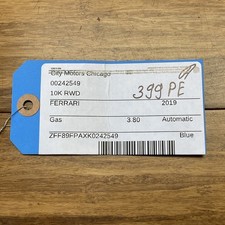 City Motors Chicago
00242549
10K RWD
399 PE
FERRARI 2019
Gas 3.80 Automatic
ZFF89FPAXK0242549 Blue